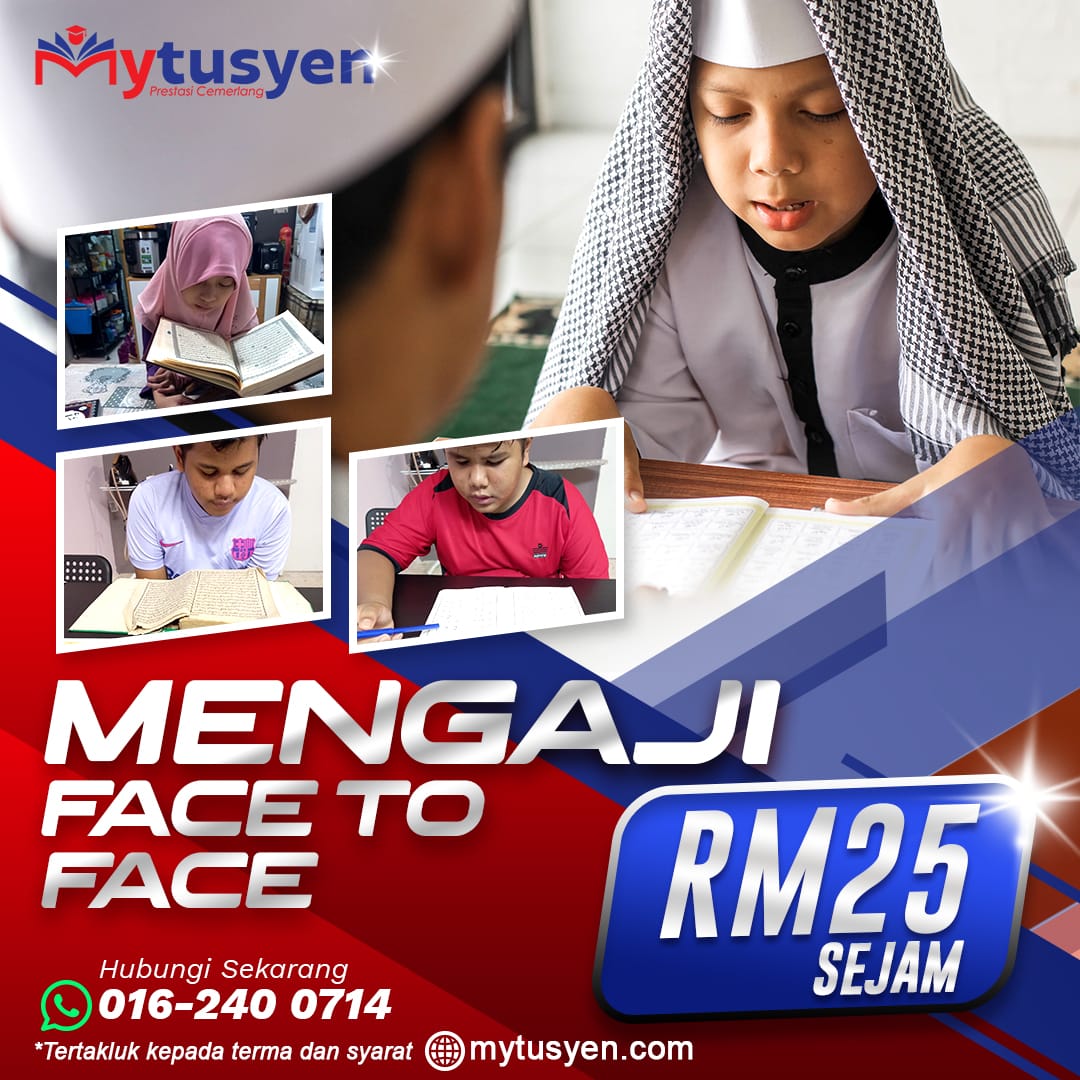 Mytusyen
Prestasi Cemerlang
MENGAJI
FACE TO
FACE
RM25
SEJAM
Hubungi Sekarang
016-240 0714
*Tertakluk kepada terma dan syarat
mytusyen.com